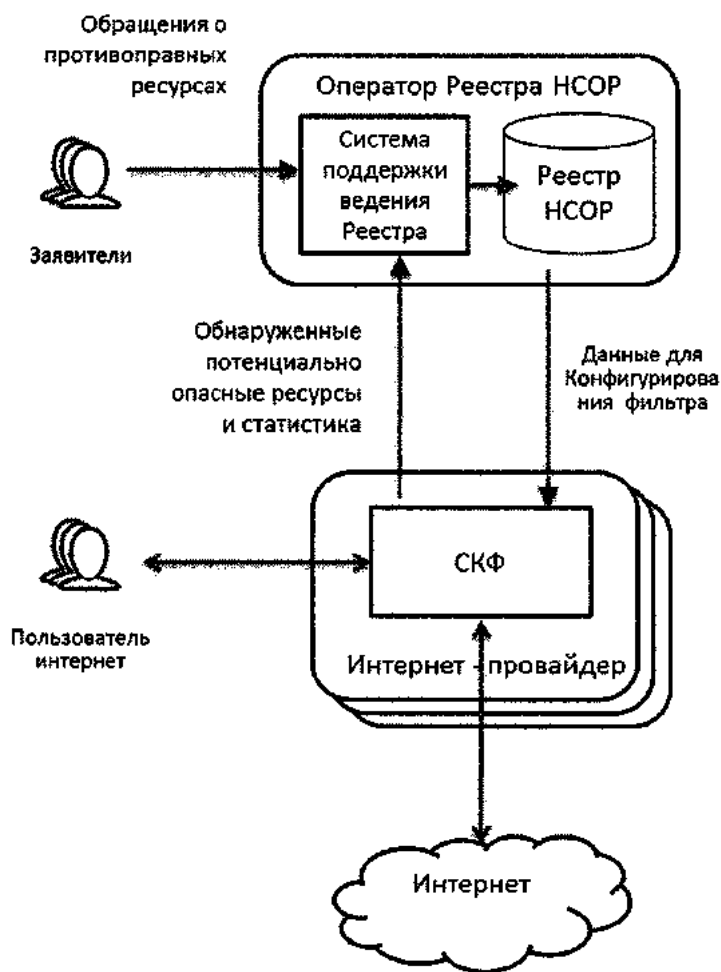 Обращения о
противоправных
ресурсах
Оператор Реестра НСОР
Система
поддержки
ведения
Реестра
Реестр
НСОР
Заявители
Обнаруженные
потенциально
опасные ресурсы
и статистика
Данные для
Конфигурирова
ния фильтра
СКФ
Пользователь
интернет
Интернет - провайдер
Интернет